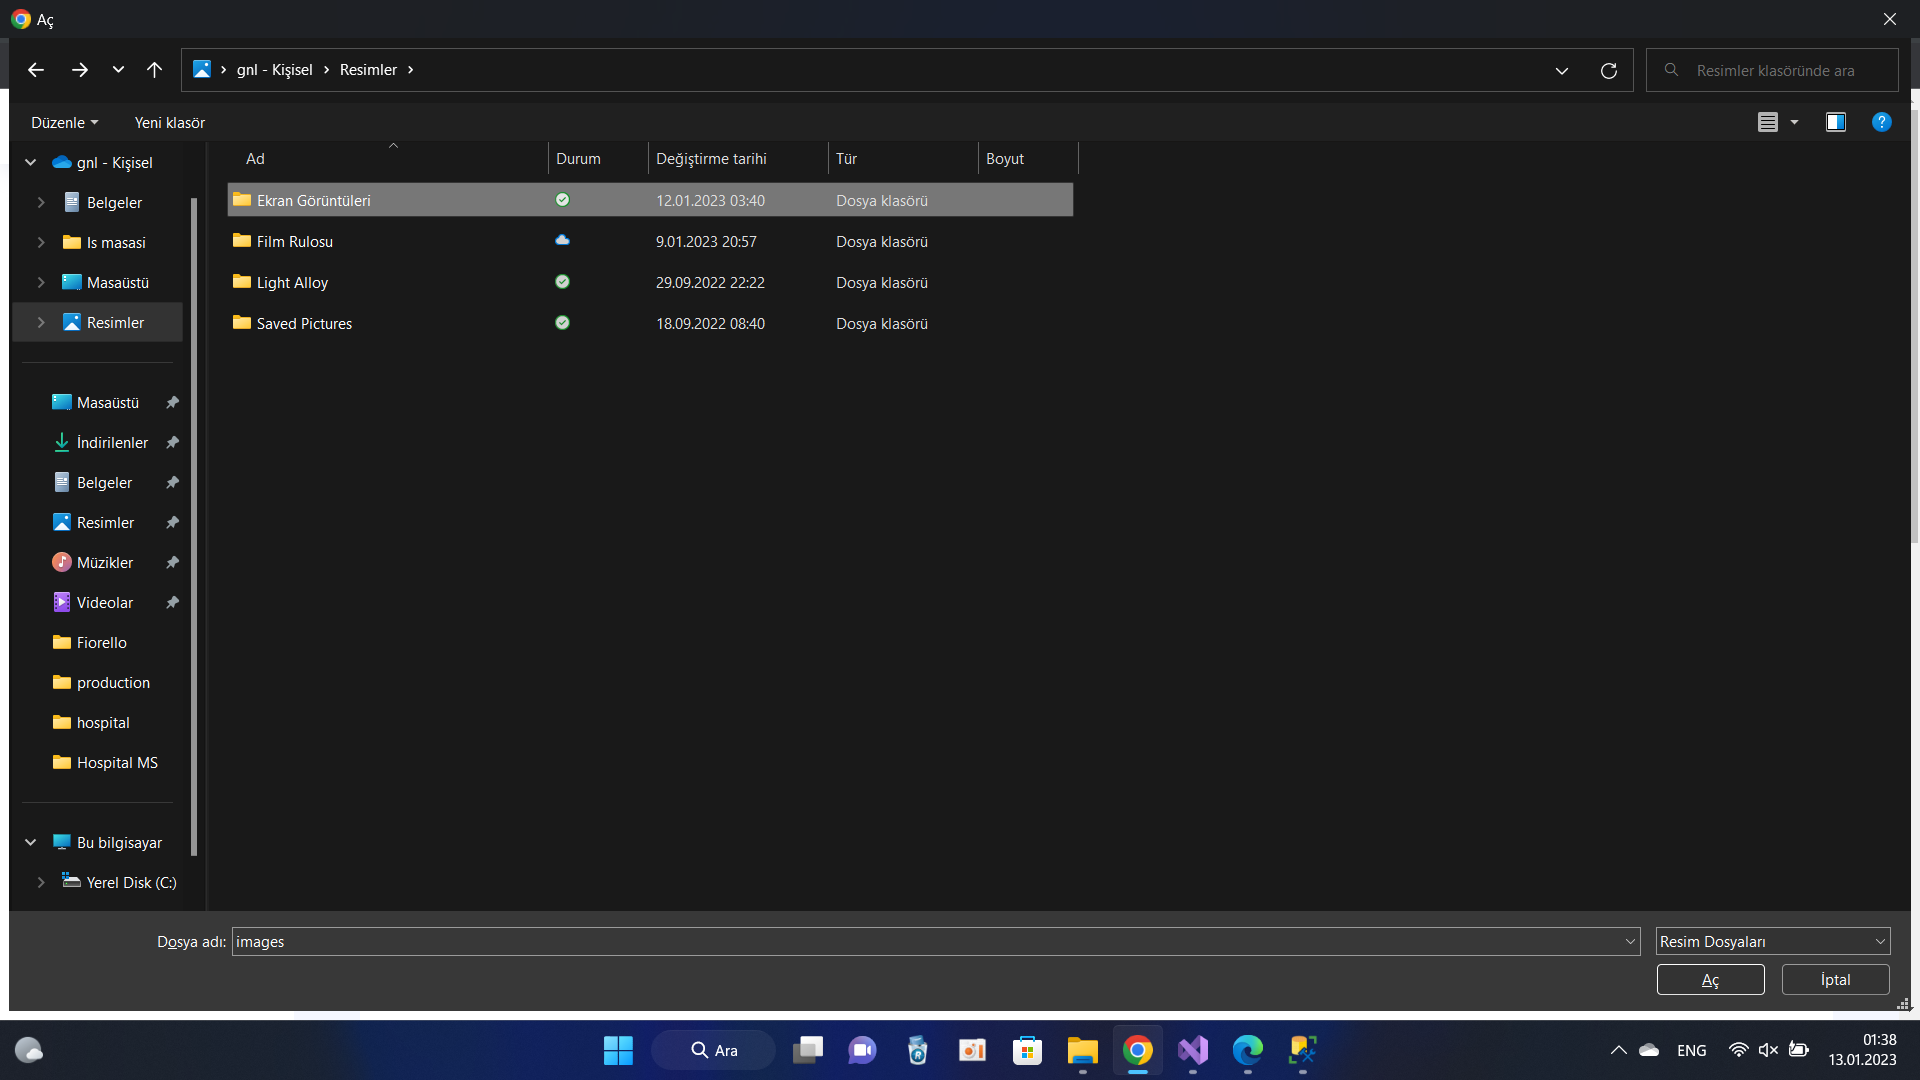 Aç
gnl - Kişisel
Resimler
Resimler klasöründe ara
Düzenle
Yeni klasör
gnl - Kişisel
Belgeler
Is masasi
Masaüstü
Resimler
Masaüstü
İndirilenler
Belgeler
Resimler
Müzikler
Videolar
Fiorello
production
hospital
Hospital MS
Bu bilgisayar
Yerel Disk (C:)
Ad Durum Değiştirme tarihi Tür Boyut
Ekran Görüntüleri 12.01.2023 03:40 Dosya klasörü
Film Rulosu 9.01.2023 20:57 Dosya klasörü
Light Alloy 29.09.2022 22:22 Dosya klasörü
Saved Pictures 18.09.2022 08:40 Dosya klasörü
Dosya adı: images
Resim Dosyaları
Aç
İptal
Ara
ENG
01:38
13.01.2023